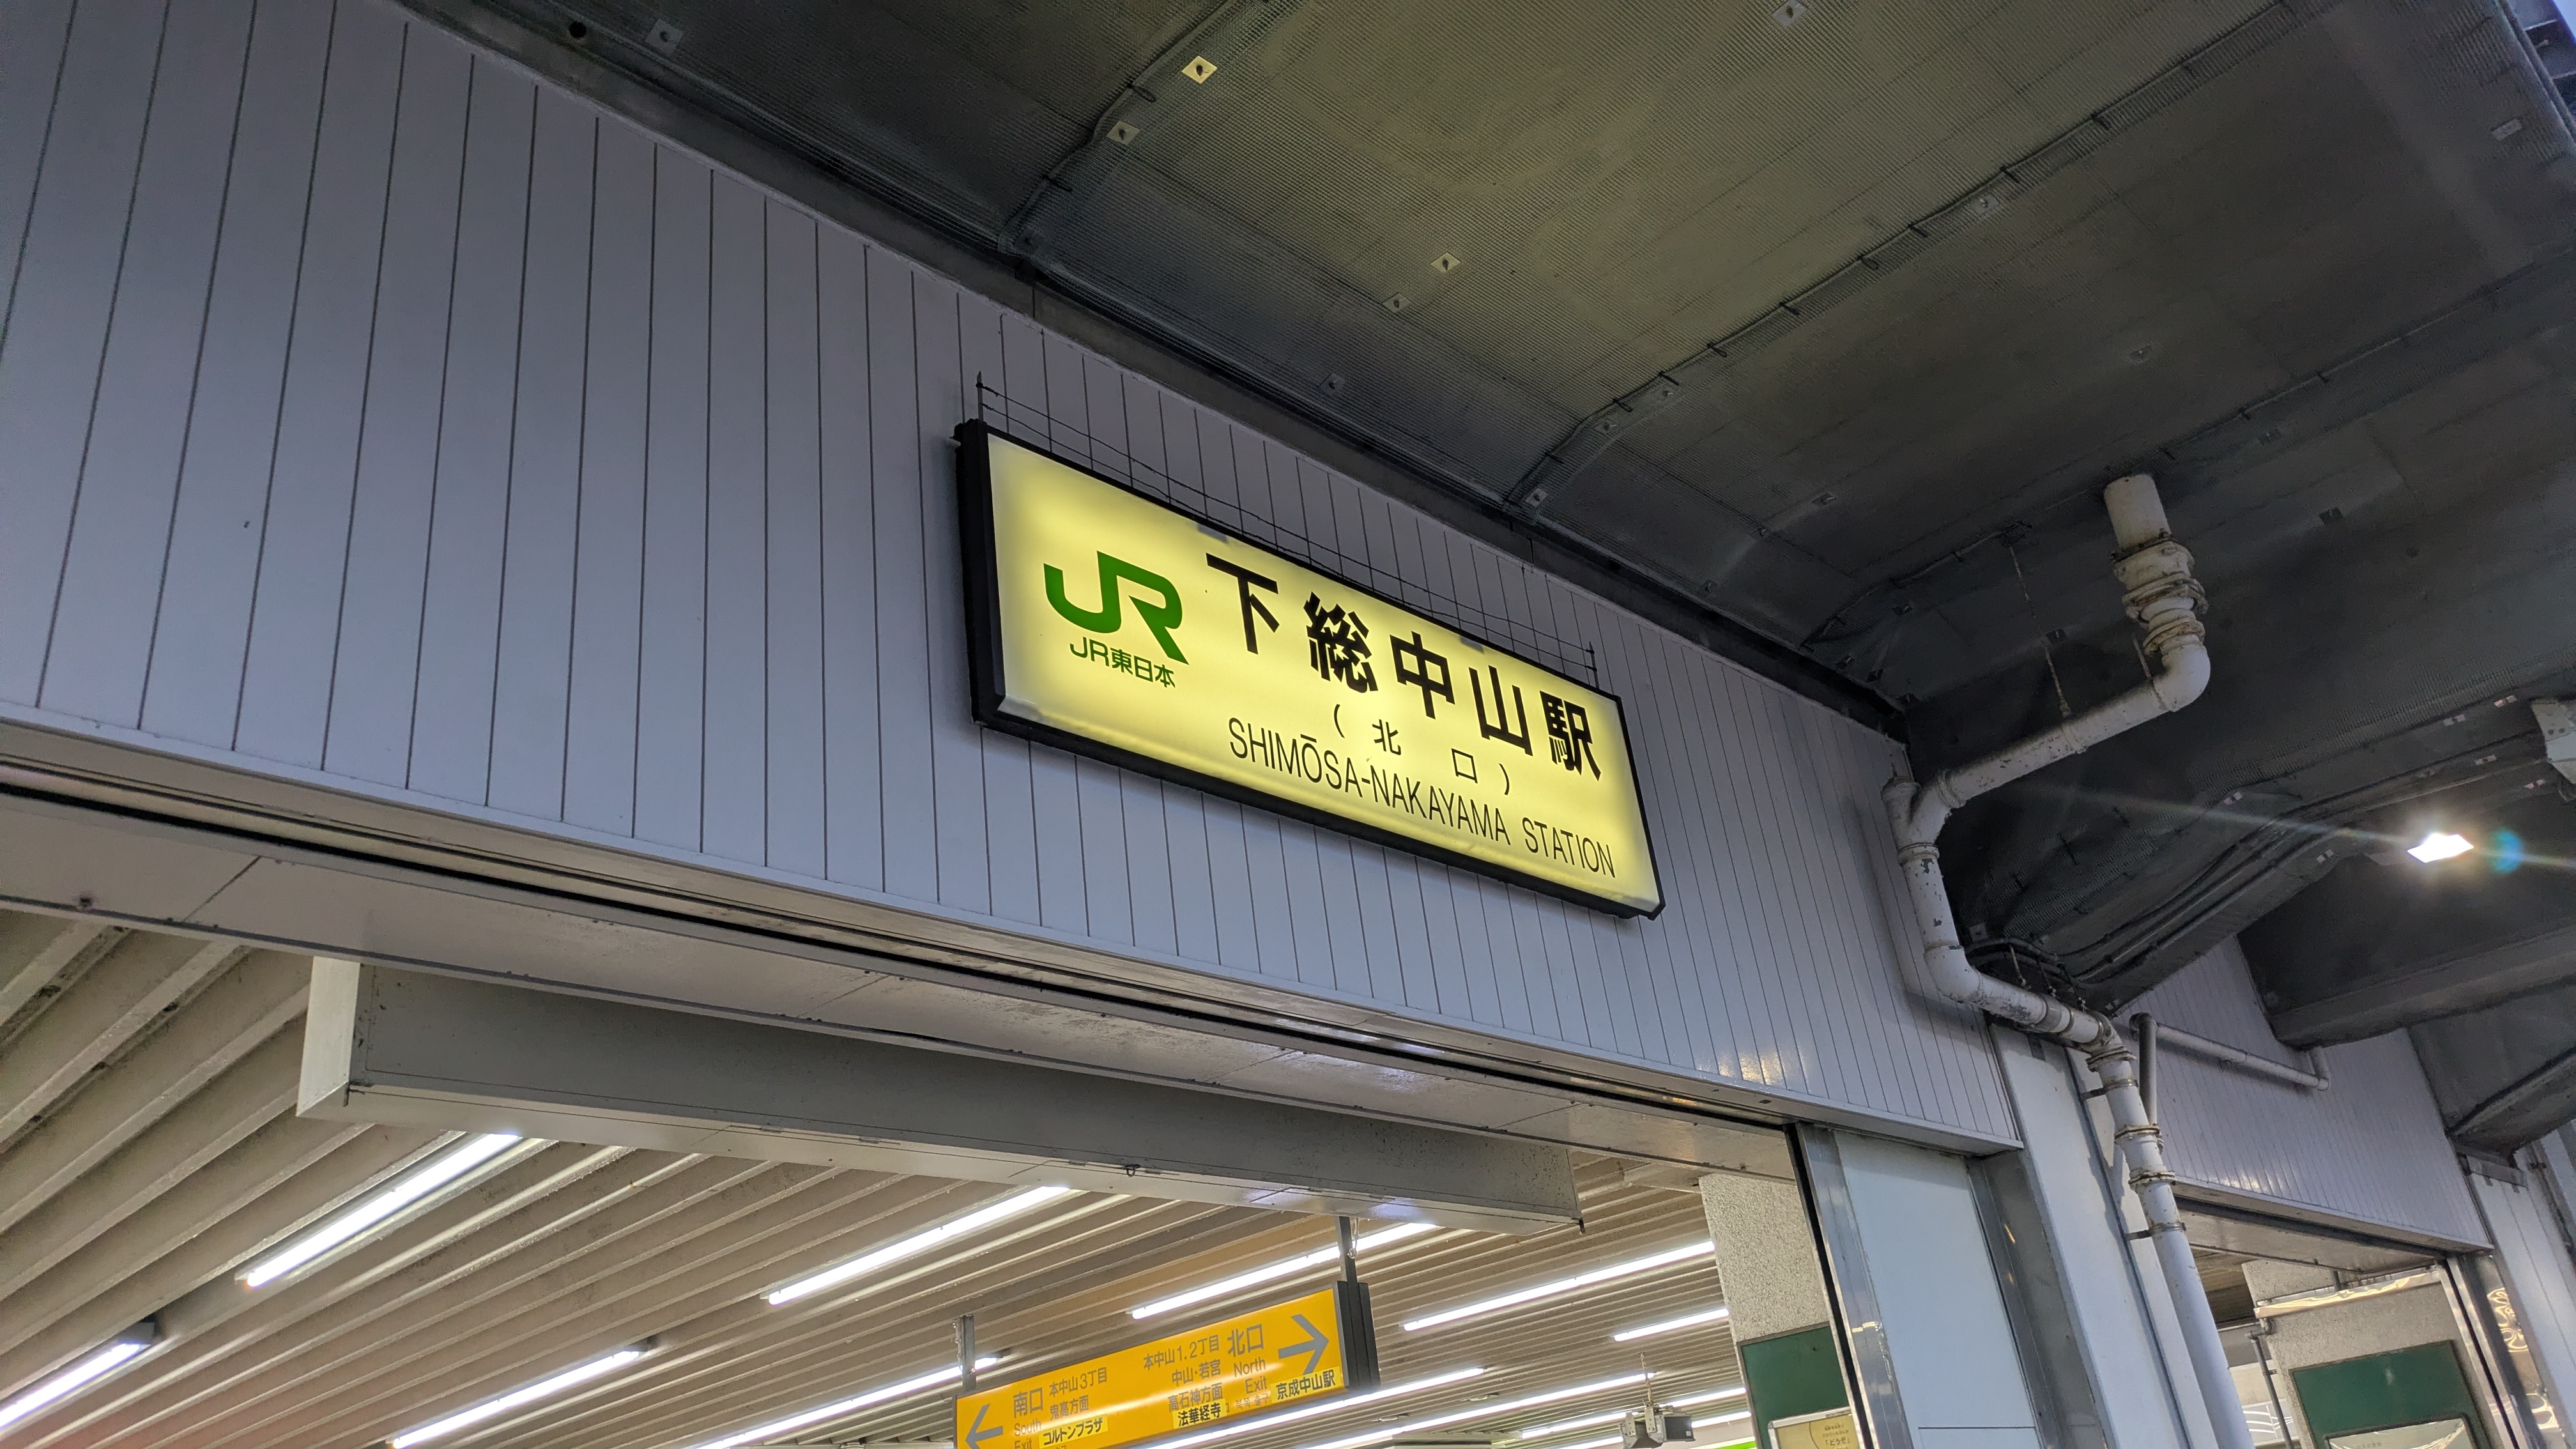 JR
JR東日本
下総中山駅
(北口)
SHIMŌSA-NAKAYAMA STATION
南口 本中山3丁目
鬼高方面
South
Exit
コルトンプラザ
本中山1.2丁目 北口
中山・若宮 North
高石神方面 Exit
法華経寺
京成中山駅